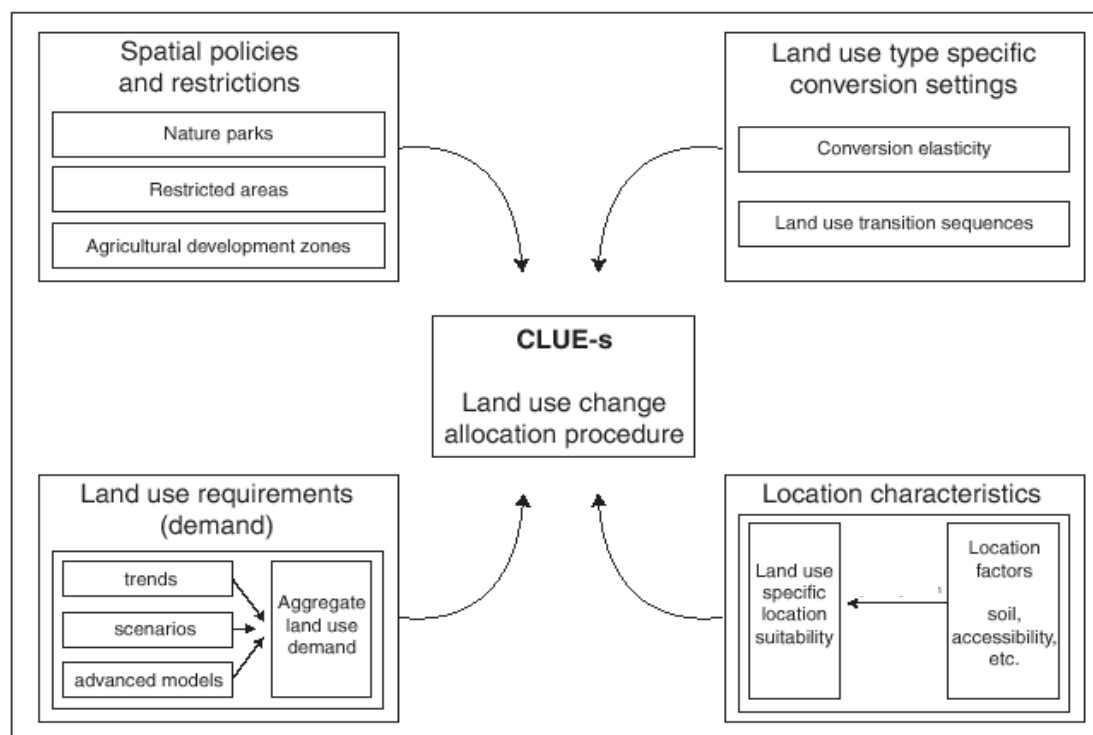 Spatial policies
and restrictions
Nature parks
Restricted areas
Agricultural development zones
Land use type specific
conversion settings
Conversion elasticity
Land use transition sequences
CLUE-s
Land use change
allocation procedure
Land use requirements
(demand)
trends
scenarios
advanced models
Aggregate
land use
demand
Location characteristics
Land use
specific
location
suitability
Location
factors
soil,
accessibility,
etc.